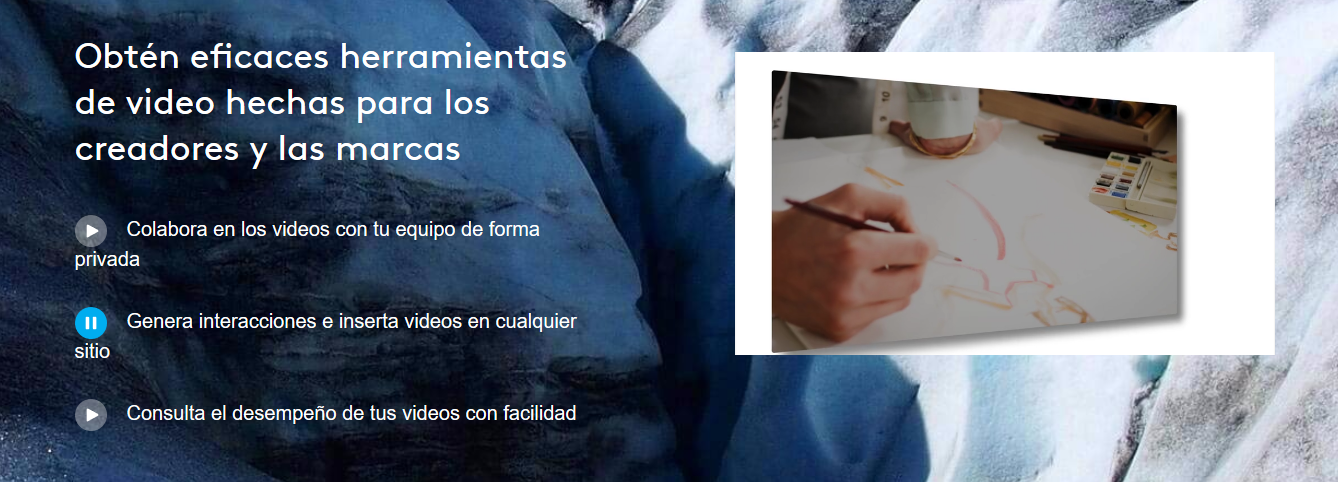 Obtén eficaces herramientas
de video hechas para los
creadores y las marcas
Colabora en los videos con tu equipo de forma
privada
Genera interacciones e inserta videos en cualquier
sitio
Consulta el desempeño de tus videos con facilidad